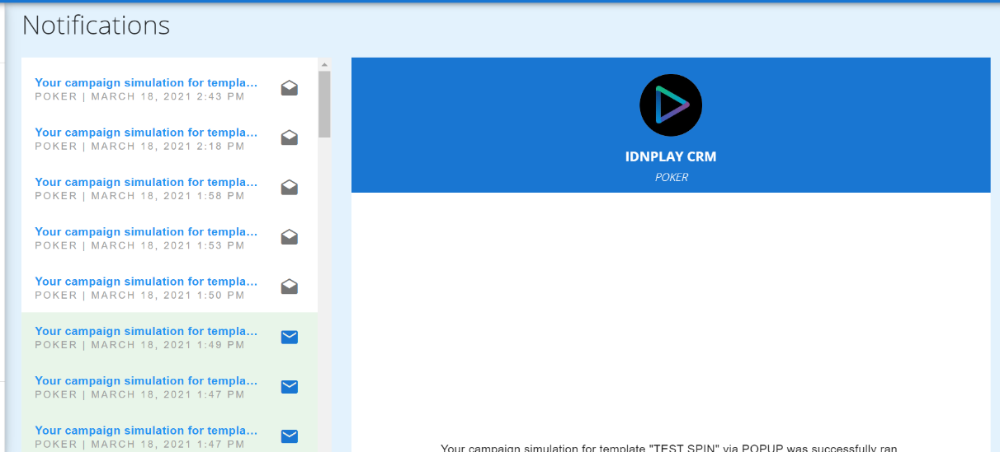 Notifications
Your campaign simulation for templa...
POKER | MARCH 18, 2021 2:43 PM
Your campaign simulation for templa...
POKER | MARCH 18, 2021 2:18 PM
Your campaign simulation for templa...
POKER | MARCH 18, 2021 1:58 PM
Your campaign simulation for templa...
POKER | MARCH 18, 2021 1:53 PM
Your campaign simulation for templa...
POKER | MARCH 18, 2021 1:50 PM
Your campaign simulation for templa...
POKER | MARCH 18, 2021 1:49 PM
Your campaign simulation for templa...
POKER | MARCH 18, 2021 1:47 PM
Your campaign simulation for templa...
POKER | MARCH 18, 2021 1:47 PM
IDNPLAY CRM
POKER
Your campaign simulation for template "TEST SPIN" via POPUP was successfully ran